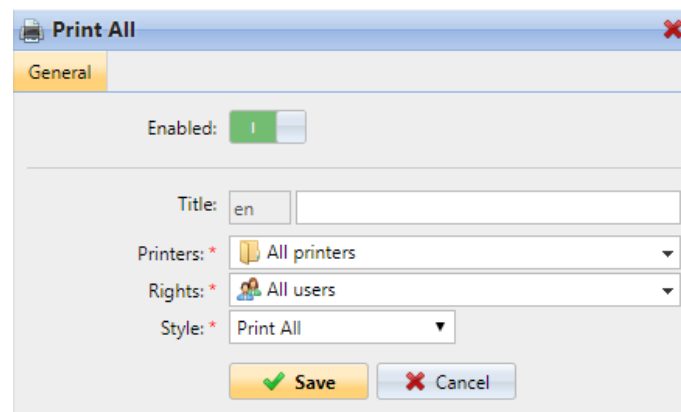 Print All
General
Enabled: I
Title: en
Printers: * All printers
Rights: * All users
Style: * Print All
Save Cancel